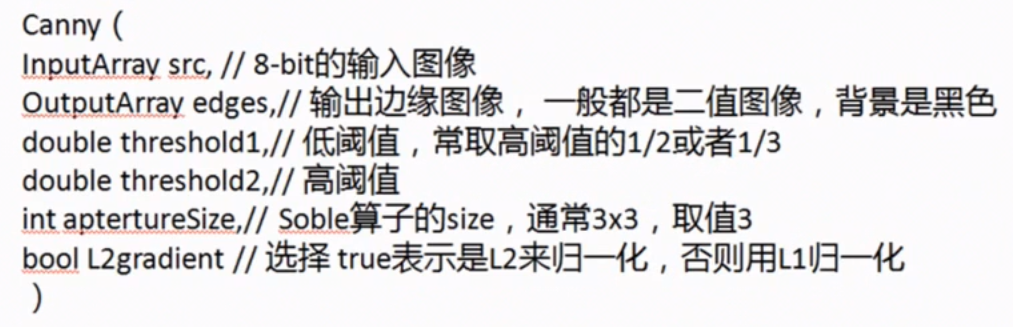 Canny（
InputArray src, // 8-bit的输入图像
OutputArray edges,// 输出边缘图像， 一般都是二值图像，背景是黑色
double threshold1,// 低阈值，常取高阈值的1/2或者1/3
double threshold2,// 高阈值
int aptertureSize,// Soble算子的size，通常3x3，取值3
bool L2gradient // 选择 true表示是L2来归一化，否则用L1归一化
）